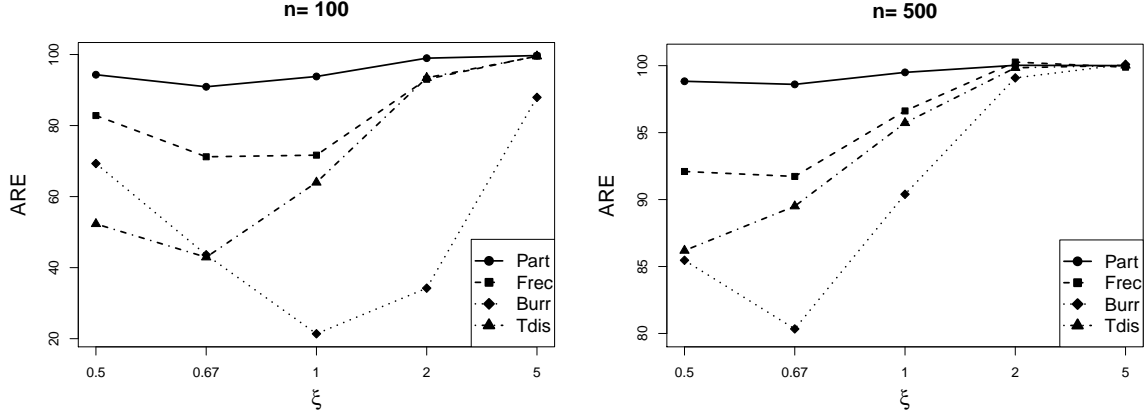 n= 100
ARE
100
80
60
40
20
0.5
0.67
1
2
5
ξ
Part
Frec
Burr
Tdis
n= 500
ARE
100
95
90
85
80
0.5
0.67
1
2
5
ξ
Part
Frec
Burr
Tdis